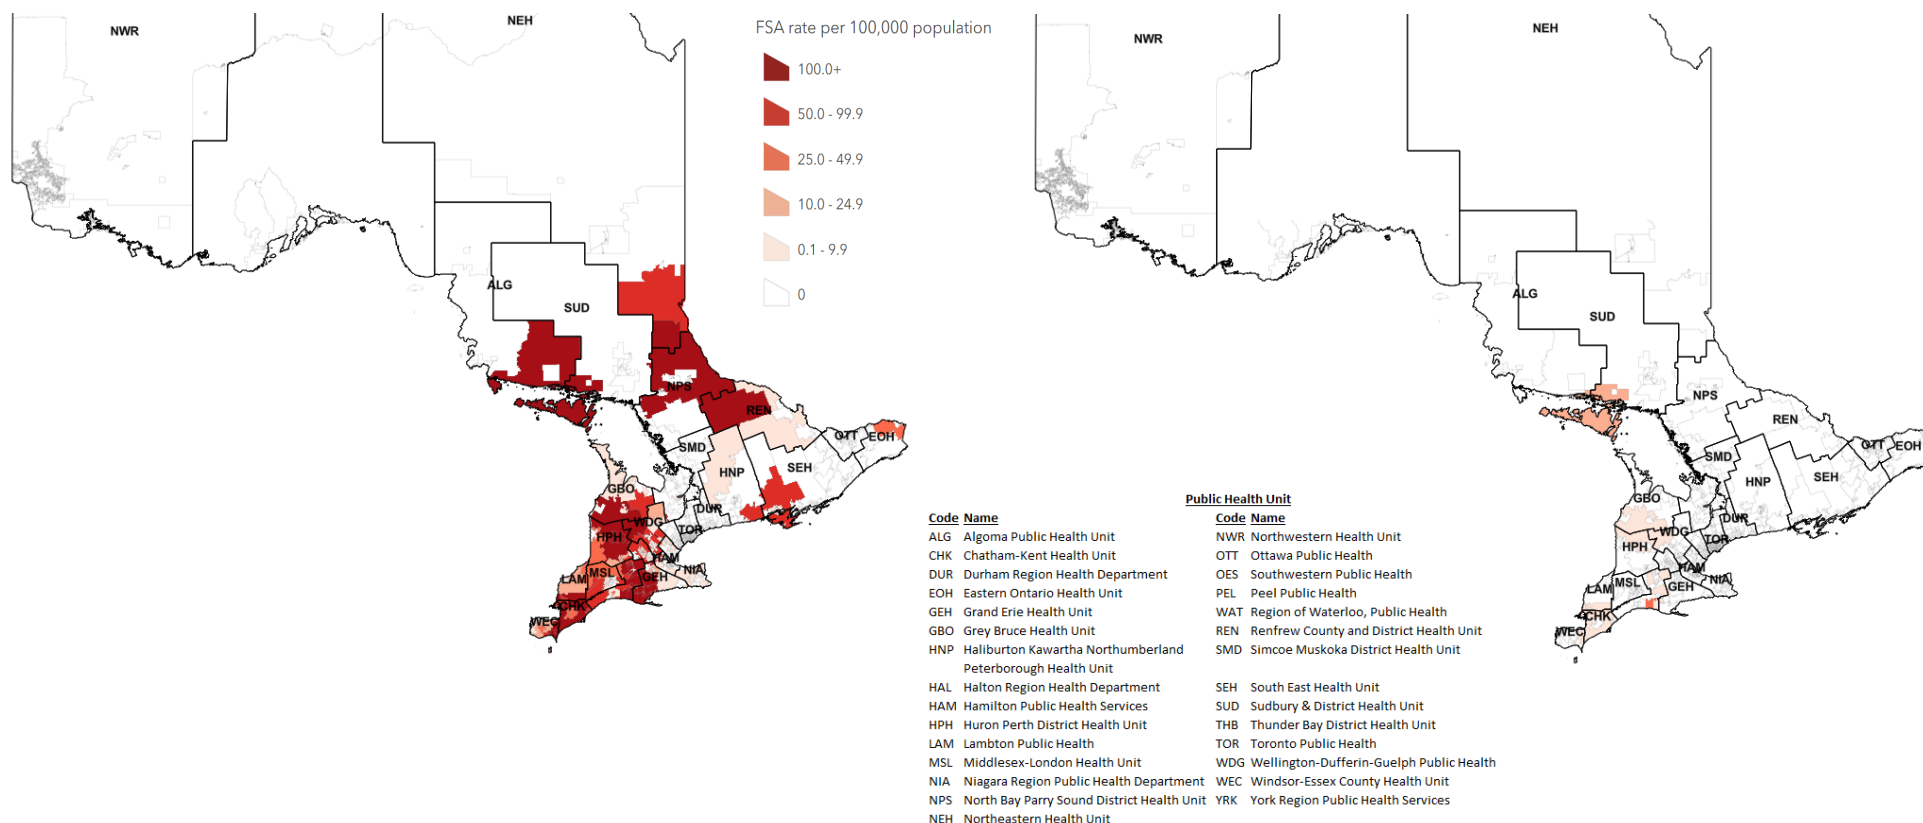 NWR
NEH
FSA rate per 100,000 population
100.0+
50.0 - 99.9
25.0 - 49.9
10.0 - 24.9
0.1 - 9.9
0
ALG
SUD
NPS
REN
OTT
EOH
SMD
HNP
SEH
GBO
DUR
WDG
TOR
HPH
HAM
MSL
GEH
NIA
LAM
CHK
WEC
NWR
NEH
ALG
SUD
NPS
REN
OTT
EOH
SMD
HNP
SEH
GBO
DUR
WDG
TOR
HPH
HAM
MSL
GEH
NIA
LAM
CHK
WEC
Public Health Unit
Code Name Code Name
ALG Algoma Public Health Unit NWR Northwestern Health Unit
CHK Chatham-Kent Health Unit OTT Ottawa Public Health
DUR Durham Region Health Department OES Southwestern Public Health
EOH Eastern Ontario Health Unit PEL Peel Public Health
GEH Grand Erie Health Unit WAT Region of Waterloo, Public Health
GBO Grey Bruce Health Unit REN Renfrew County and District Health Unit
HNP Haliburton Kawartha Northumberland SMD Simcoe Muskoka District Health Unit
Peterborough Health Unit
HAL Halton Region Health Department SEH South East Health Unit
HAM Hamilton Public Health Services SUD Sudbury & District Health Unit
HPH Huron Perth District Health Unit THB Thunder Bay District Health Unit
LAM Lambton Public Health TOR Toronto Public Health
MSL Middlesex-London Health Unit WDG Wellington-Dufferin-Guelph Public Health
NIA Niagara Region Public Health Department WEC Windsor-Essex County Health Unit
NPS North Bay Parry Sound District Health Unit YRK York Region Public Health Services
NEH Northeastern Health Unit